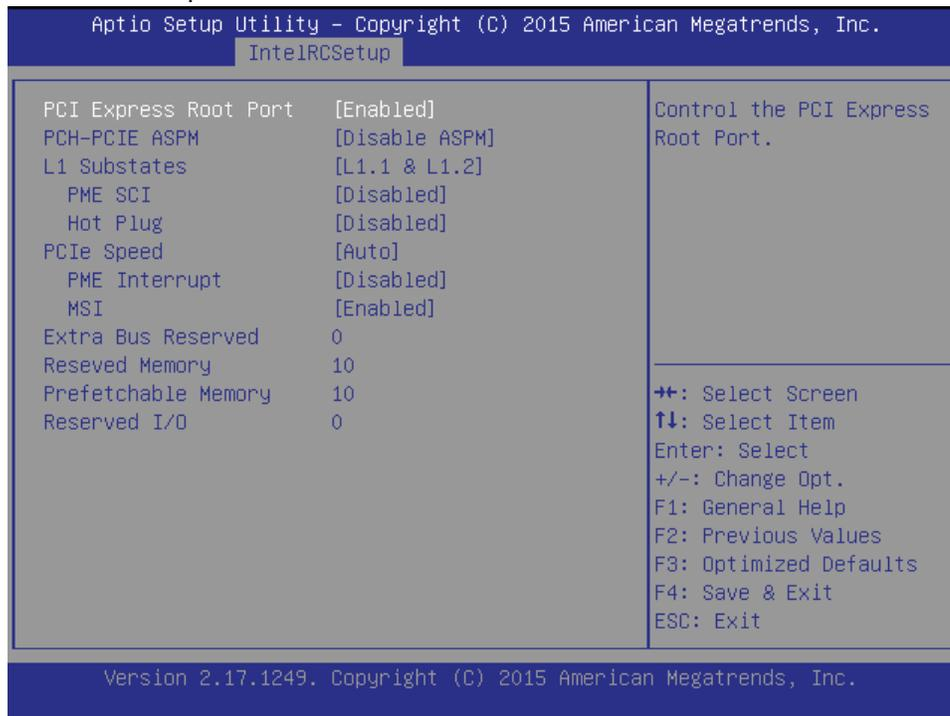 Aptio Setup Utility – Copyright (C) 2015 American Megatrends, Inc.
IntelRCSetup
PCI Express Root Port [Enabled]
PCH-PCIE ASPM [Disable ASPM]
L1 Substates [L1.1 & L1.2]
PME SCI [Disabled]
Hot Plug [Disabled]
PCIe Speed [Auto]
PME Interrupt [Disabled]
MSI [Enabled]
Extra Bus Reserved 0
Reseved Memory 10
Prefetchable Memory 10
Reserved I/O 0
Control the PCI Express
Root Port.
→←: Select Screen
↑↓: Select Item
Enter: Select
+/-: Change Opt.
F1: General Help
F2: Previous Values
F3: Optimized Defaults
F4: Save & Exit
ESC: Exit
Version 2.17.1249. Copyright (C) 2015 American Megatrends, Inc.